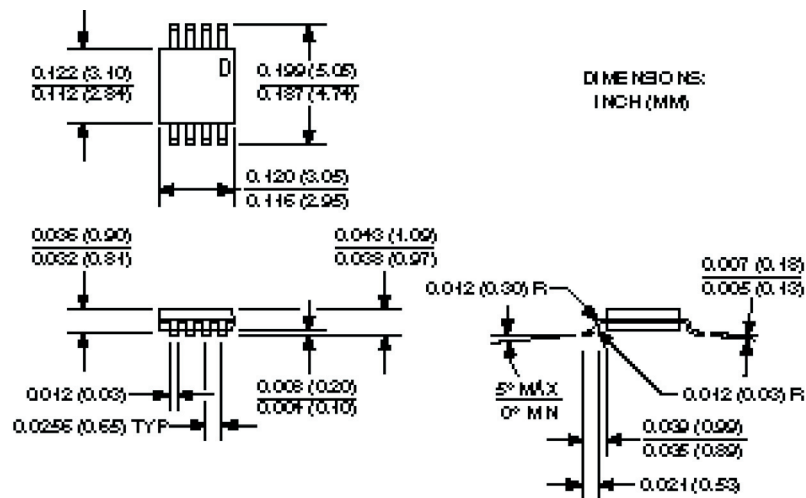 0.122 (3.10)
0.112 (2.84)
D
0.199 (5.05)
0.187 (4.74)
DIMENSIONS:
INCH (MM)
0.120 (3.05)
0.116 (2.95)
0.036 (0.90)
0.032 (0.81)
0.043 (1.09)
0.038 (0.97)
0.007 (0.18)
0.005 (0.13)
0.012 (0.30) R
0.012 (0.03)
0.008 (0.20)
0.004 (0.10)
5° MAX
0° MIN
0.012 (0.03) R
0.0256 (0.65) TYP
0.039 (0.99)
0.035 (0.89)
0.021 (0.53)